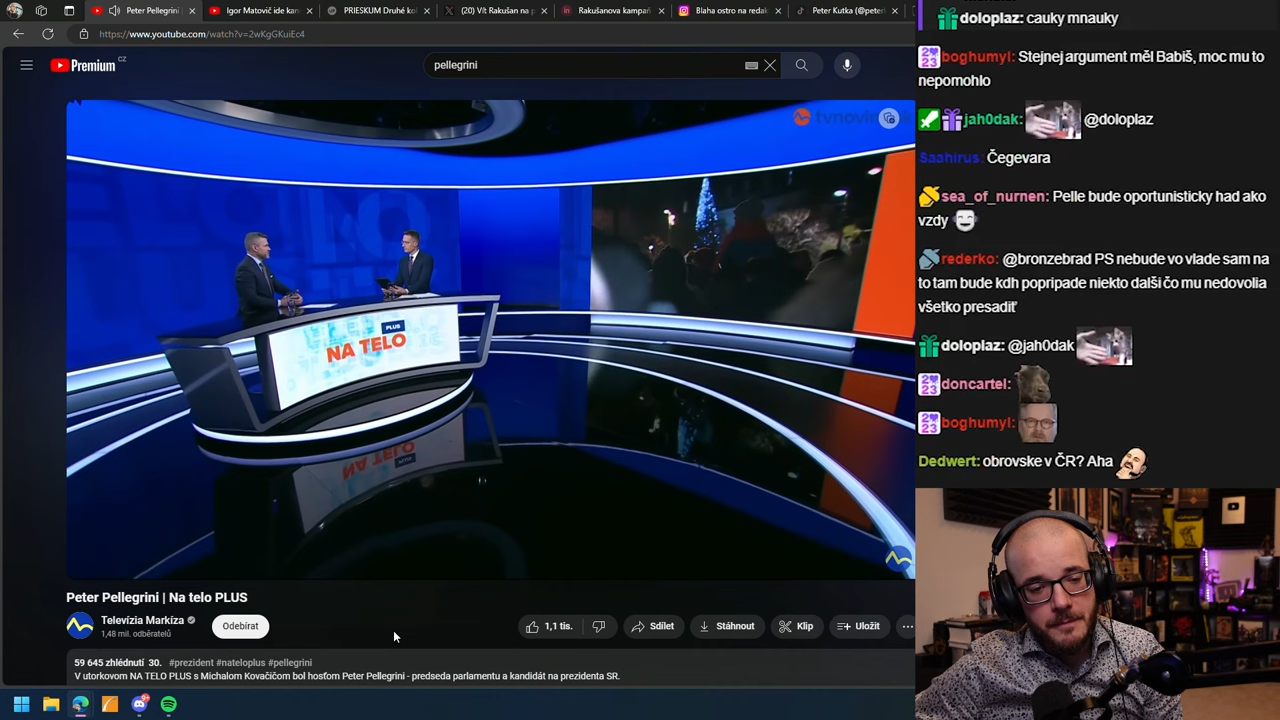 Peter Pellegrini
Igor Matovič ide kan
PRIESKUM Druhé kol
(20) Vít Rakušan na p
Rakušanova kampaň
Blaha ostro na redak
Peter Kutka (@peter
https://www.youtube.com/watch?v=2wKgGKuiEc4
Premium CZ
pellegrini
tvnovin
PLUS
NA TELO
Peter Pellegrini | Na telo PLUS
Televízia Markíza
1,48 mil. odběratelů
Odebírat
1,1 tis.
Sdílet
Stáhnout
Klip
Uložit
59 645 zhlédnutí 30. #prezident #nateloplus #pellegrini
V utorkovom NA TELO PLUS s Michalom Kovačičom bol hosťom Peter Pellegrini - predseda parlamentu a kandidát na prezidenta SR.
doloplaz: cauky mnauky
boghumyl: Stejnej argument měl Babiš, moc mu to
nepomohlo
jah0dak: @doloplaz
Saahirus: Čegevara
sea_of_nurnen: Pelle bude oportunisticky had ako
vzdy
rederko: @bronzebrad PS nebude vo vlade sam na
to tam bude kdh popripade niekto dalši čo mu nedovolia
všetko presadiť
doloplaz: @jah0dak
doncartel:
boghumyl:
Dedwert: obrovske v ČR? Aha